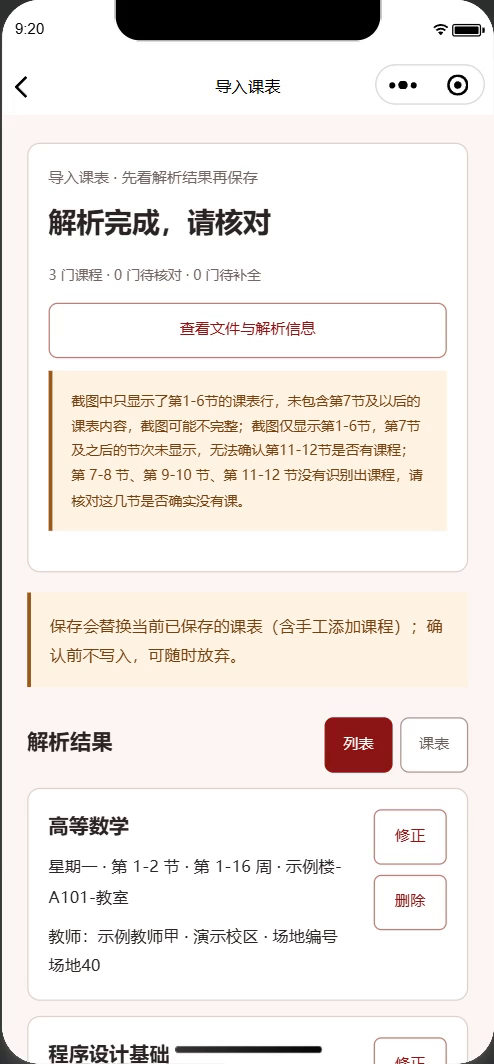 9:20
导入课表
导入课表 · 先看解析结果再保存
解析完成，请核对
3 门课程 · 0 门待核对 · 0 门待补全
查看文件与解析信息
截图中只显示了第1-6节的课表行，未包含第7节及以后的
课表内容，截图可能不完整；截图仅显示第1-6节，第7节
及之后的节次未显示，无法确认第11-12节是否有课程；
第 7-8 节、第 9-10 节、第 11-12 节没有识别出课程，请
核对这几节是否确实没有课。
保存会替换当前已保存的课表（含手工添加课程）；确
认前不写入，可随时放弃。
解析结果
列表
课表
高等数学
修正
星期一 · 第 1-2 节 · 第 1-16 周 · 示例楼-
A101-教室
删除
教师：示例教师甲 · 演示校区 · 场地编号
场地40
程序设计基础
修正